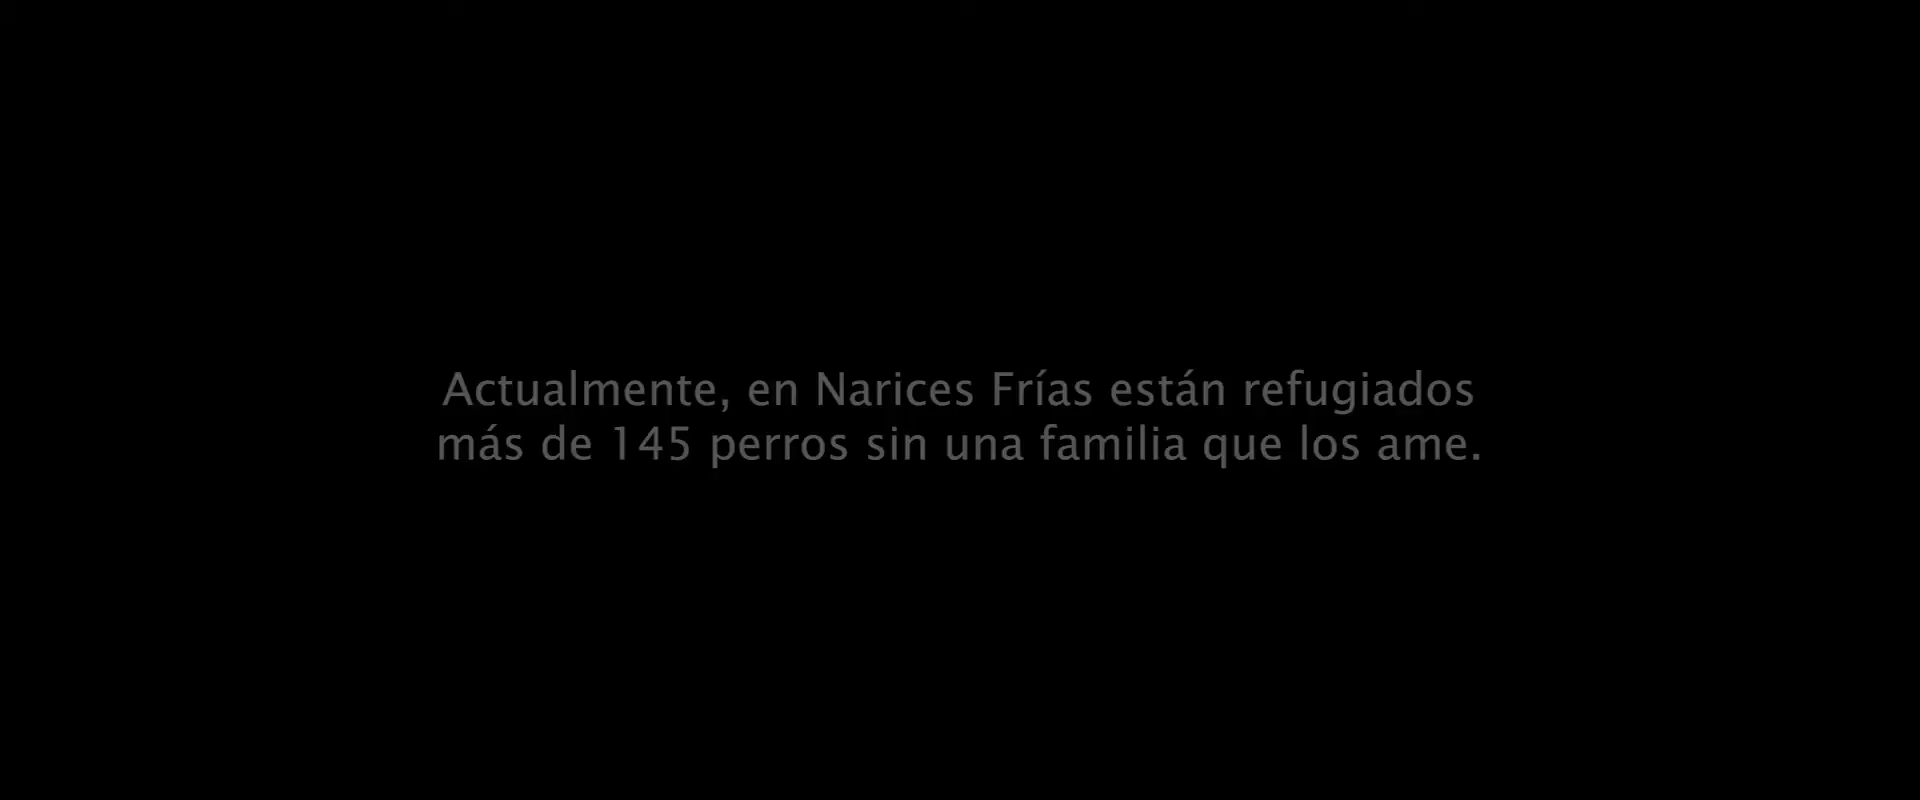 Actualmente, en Narices Frías están refugiados
más de 145 perros sin una familia que los ame.